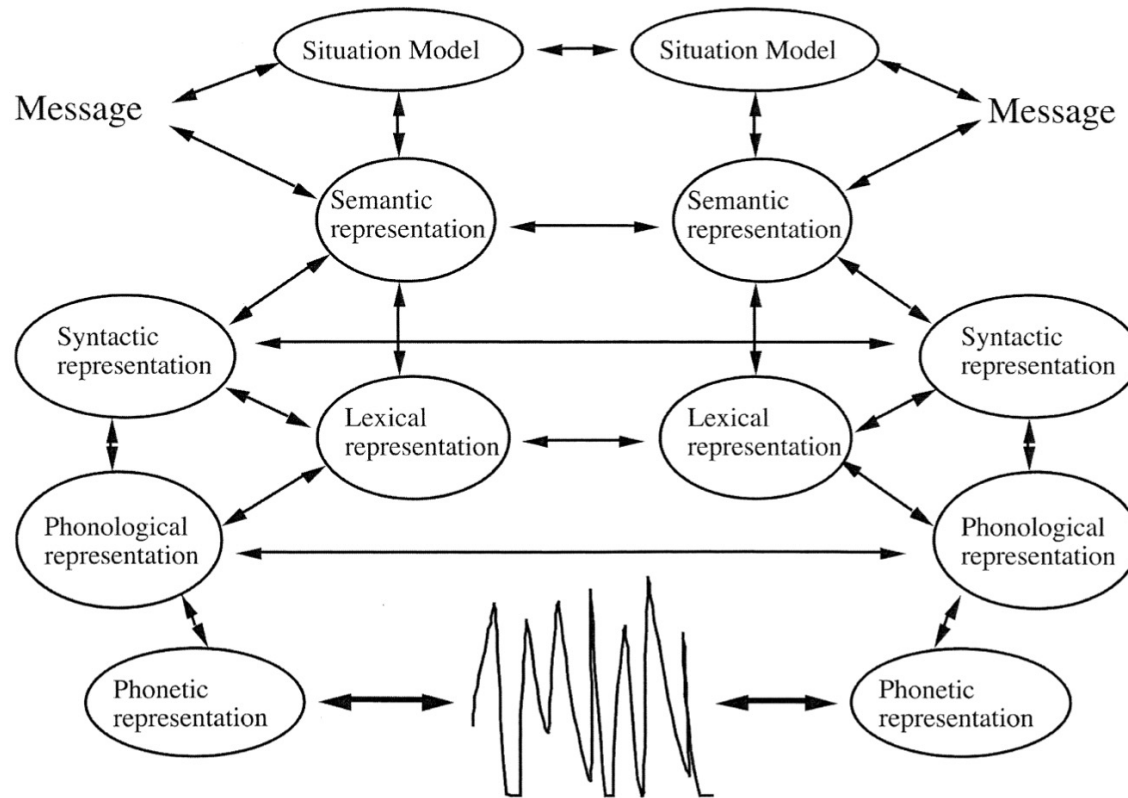 Situation Model
Situation Model
Message
Message
Semantic
representation
Semantic
representation
Syntactic
representation
Syntactic
representation
Lexical
representation
Lexical
representation
Phonological
representation
Phonological
representation
Phonetic
representation
Phonetic
representation